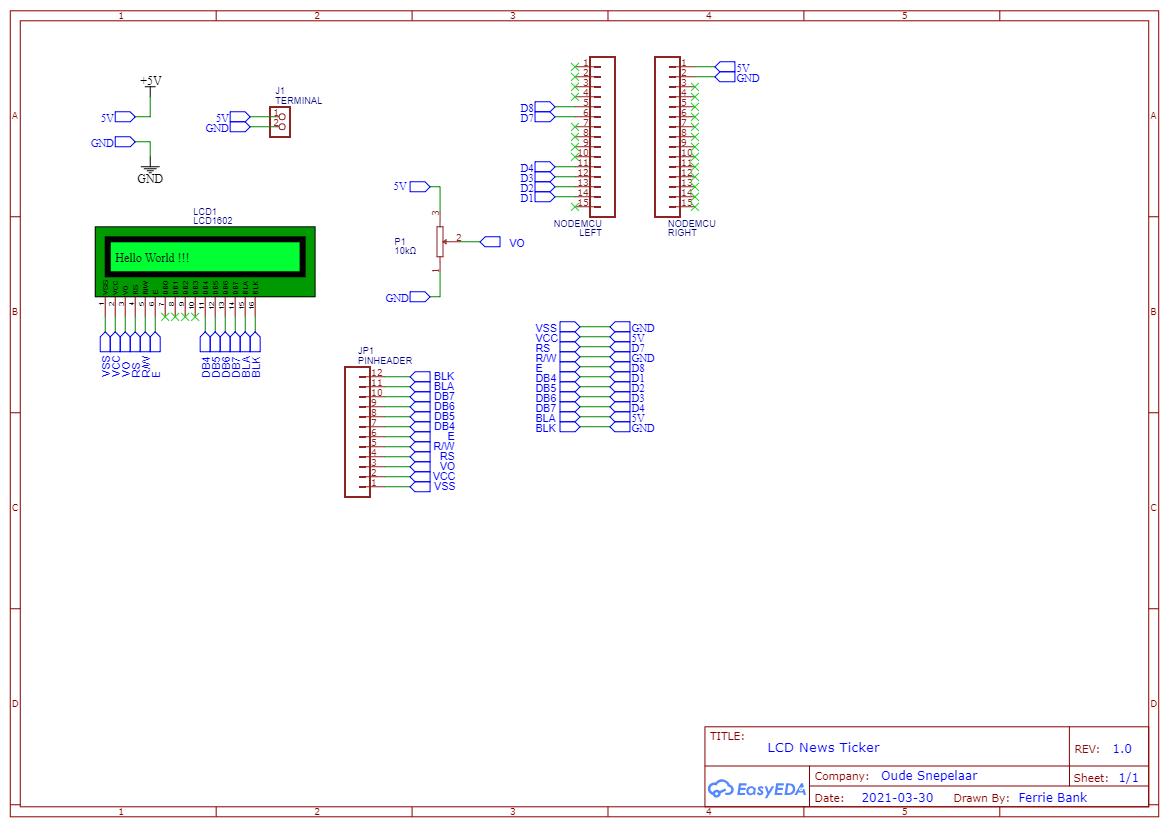 1 2 3 4 5
A A
B B
C C
D D
1 2 3 4 5
+5V
5V
GND
GND
J1
TERMINAL
5V
GND
1
2
LCD1
LCD1602
Hello World !!!
VSS VCC VO RS R/W E DB0 DB1 DB2 DB3 DB4 DB5 DB6 DB7 BLA BLK
1 2 3 4 5 6 7 8 9 10 11 12 13 14 15 16
VSS VCC VO RS R/W E DB4 DB5 DB6 DB7 BLA BLK
5V
3
P1
10kΩ
2
VO
1
GND
1
2
3
4
D8 5
D7 6
7
8
9
10
D4 11
D3 12
D2 13
D1 14
15
NODEMCU
LEFT
1 5V
2 GND
3
4
5
6
7
8
9
10
11
12
13
14
15
NODEMCU
RIGHT
JP1
PINHEADER
12 BLK
11 BLA
10 DB7
9 DB6
8 DB5
7 DB4
6 E
5 R/W
4 RS
3 VO
2 VCC
1 VSS
VSS GND
VCC 5V
RS D7
R/W GND
E D8
DB4 D1
DB5 D2
DB6 D3
DB7 D4
BLA 5V
BLK GND
TITLE:
LCD News Ticker
REV: 1.0
EasyEDA
Company: Oude Snepelaar
Sheet: 1/1
Date: 2021-03-30 Drawn By: Ferrie Bank